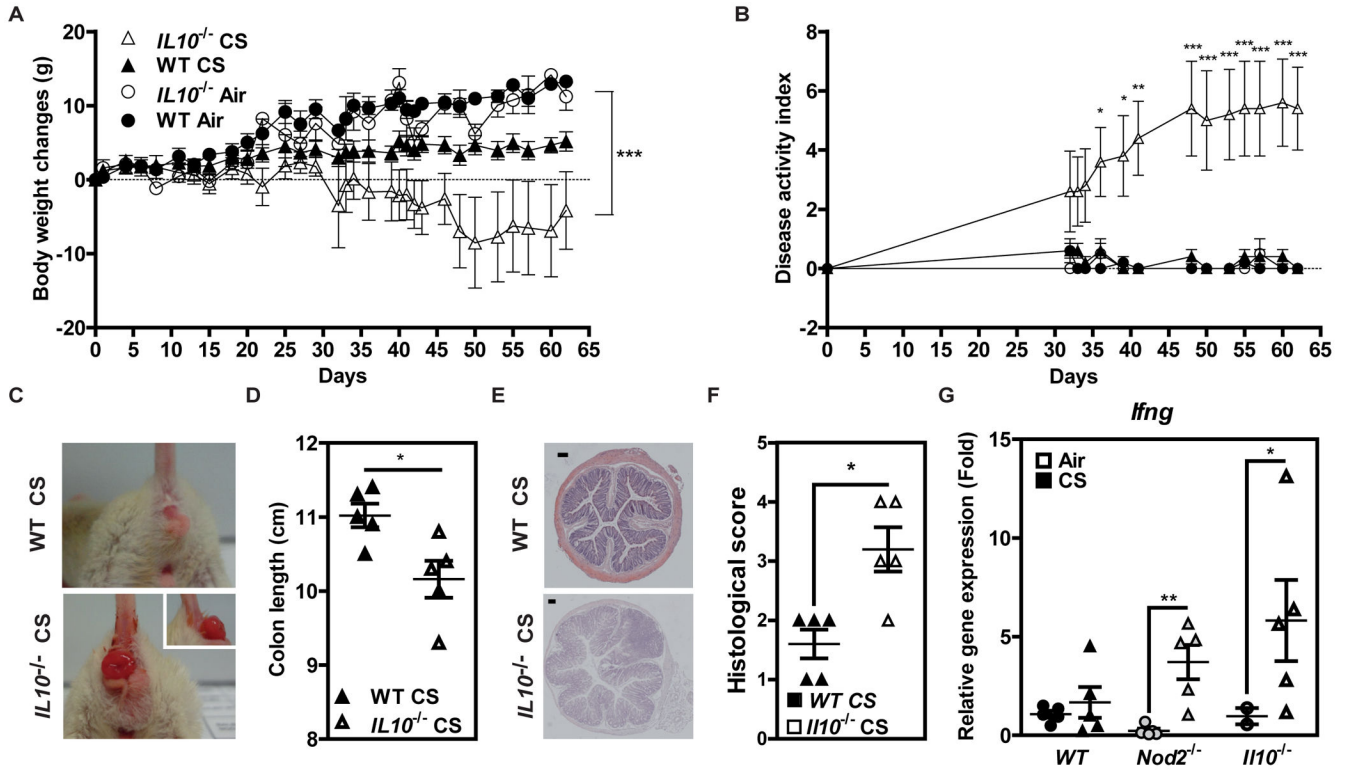 A
Body weight changes (g)
20
10
0
-10
-20
IL10-/- CS
WT CS
IL10-/- Air
WT Air
***
0 5 10 15 20 25 30 35 40 45 50 55 60 65
Days
B
Disease activity index
8
6
4
2
0
-2
* * ** *** *** *** *** *** *** ***
0 5 10 15 20 25 30 35 40 45 50 55 60 65
Days
C
WT CS
IL10-/- CS
D
Colon length (cm)
12
11
10
9
8
*
WT CS
IL10-/- CS
E
WT CS
IL10-/- CS
F
Histological score
5
4
3
2
1
0
*
WT CS
Il10-/- CS
G
Ifng
Relative gene expression (Fold)
15
10
5
0
Air
CS
**
*
WT Nod2-/- Il10-/-